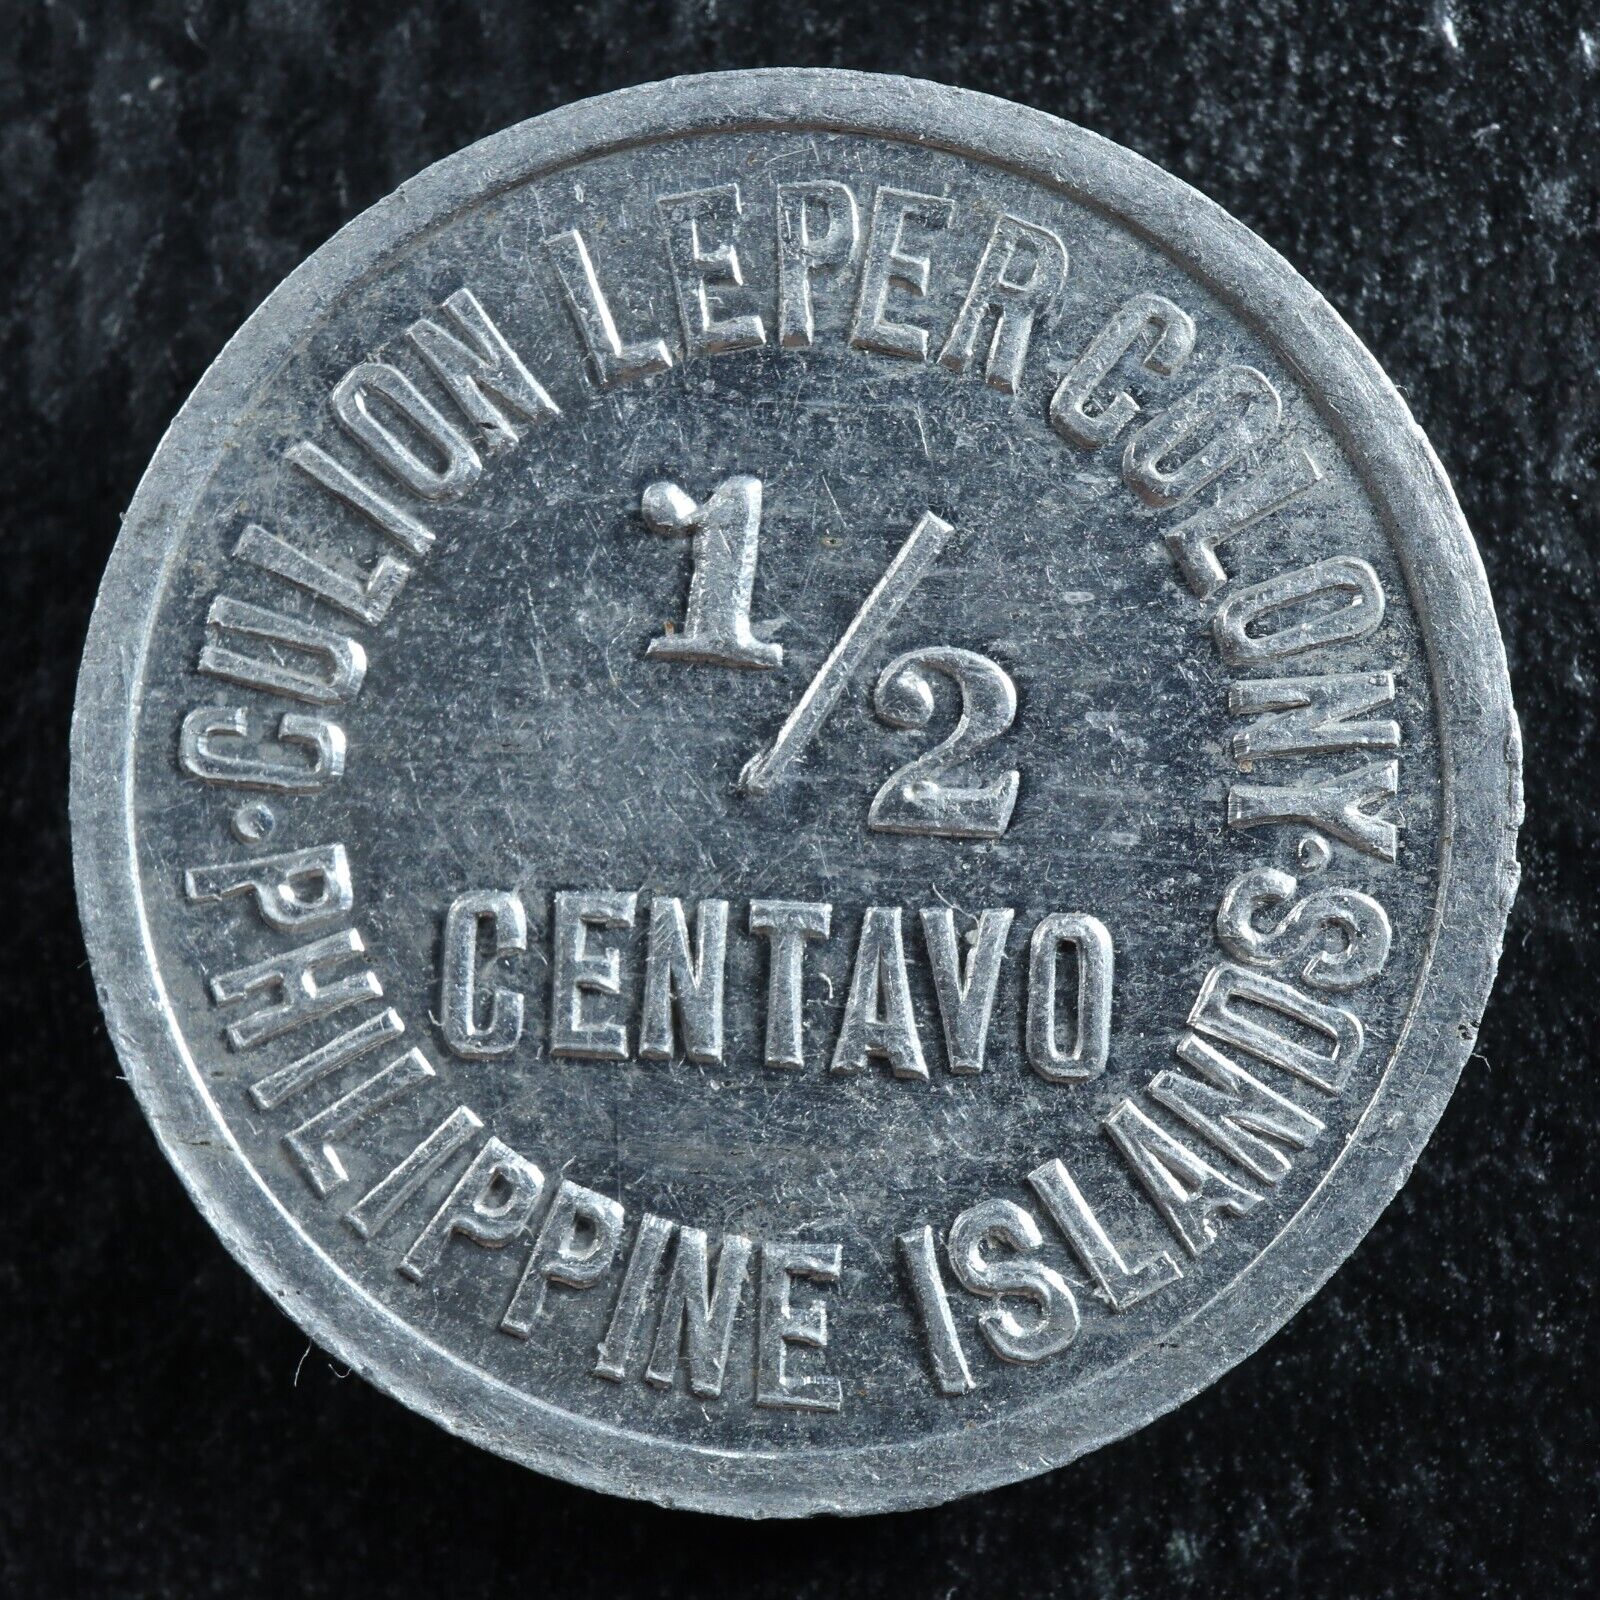 CULION LEPER COLONY
1/2
CENTAVO
· PHILIPPINE ISLANDS ·